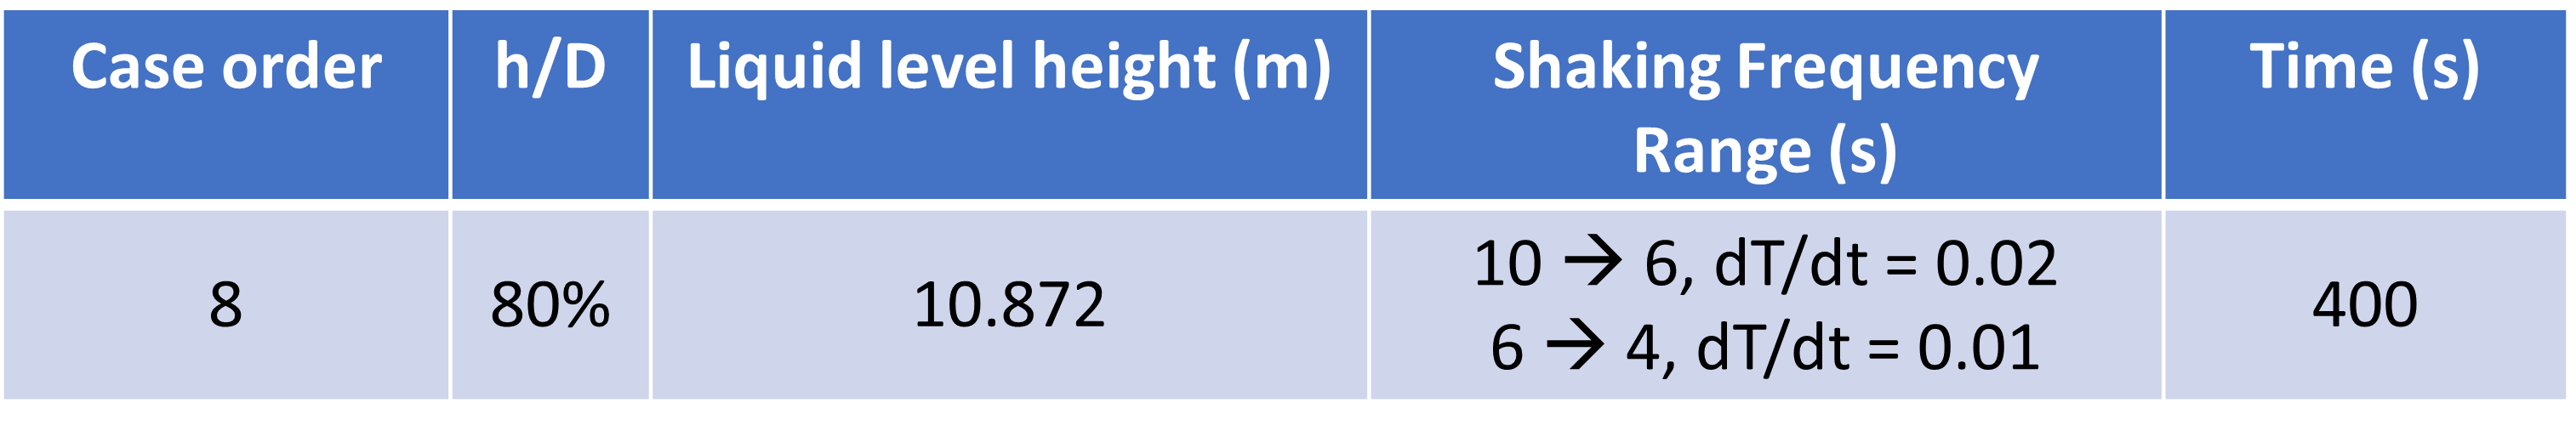 Case order h/D Liquid level height (m) Shaking Frequency Range (s) Time (s)
8 80% 10.872 10 → 6, dT/dt = 0.02 400
6 → 4, dT/dt = 0.01